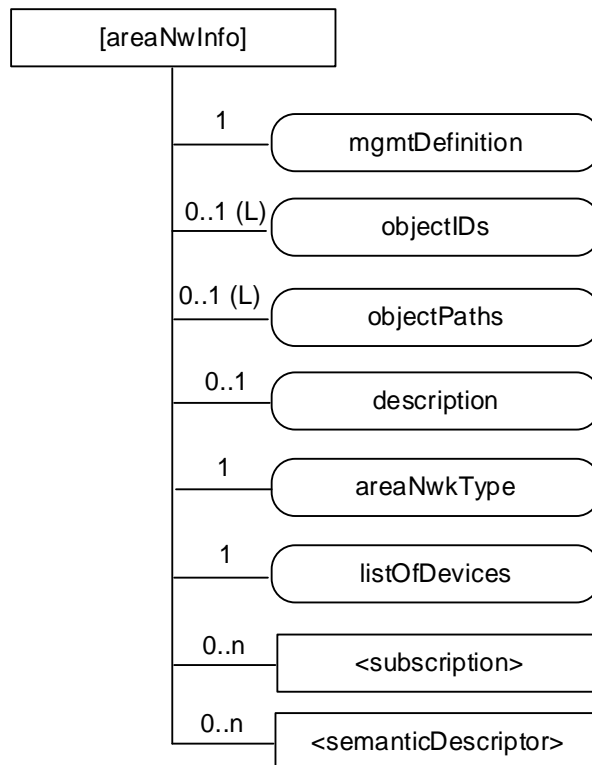 [areaNwInfo]
1
mgmtDefinition
0..1 (L)
objectIDs
0..1 (L)
objectPaths
0..1
description
1
areaNwkType
1
listOfDevices
0..n
<subscription>
0..n
<semanticDescriptor>